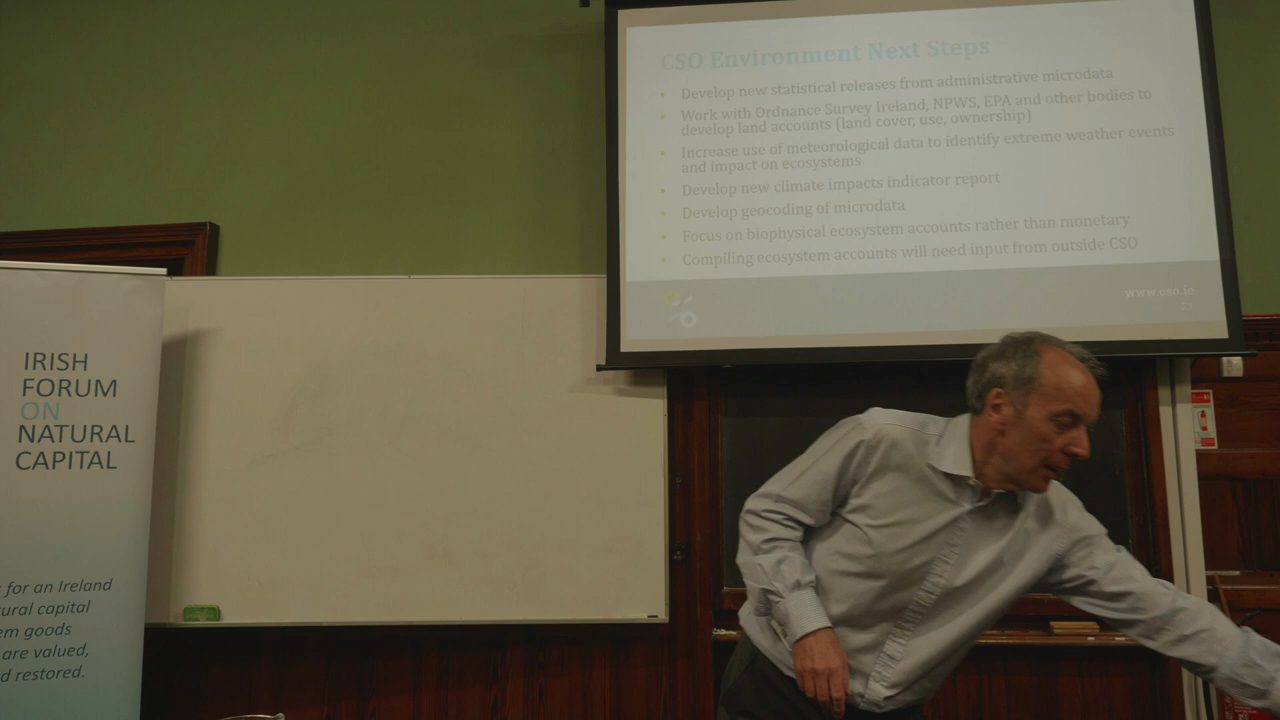 CSO Environment Next Steps
• Develop new statistical releases from administrative microdata
• Work with Ordnance Survey Ireland, NPWS, EPA and other bodies to
develop land accounts (land cover, use, ownership)
• Increase use of meteorological data to identify extreme weather events
and impact on ecosystems
• Develop new climate impacts indicator report
• Develop geocoding of microdata
• Focus on biophysical ecosystem accounts rather than monetary
• Compiling ecosystem accounts will need input from outside CSO
www.cso.ie
IRISH
FORUM
ON
NATURAL
CAPITAL
for an Ireland
tural capital
em goods
are valued,
d restored.